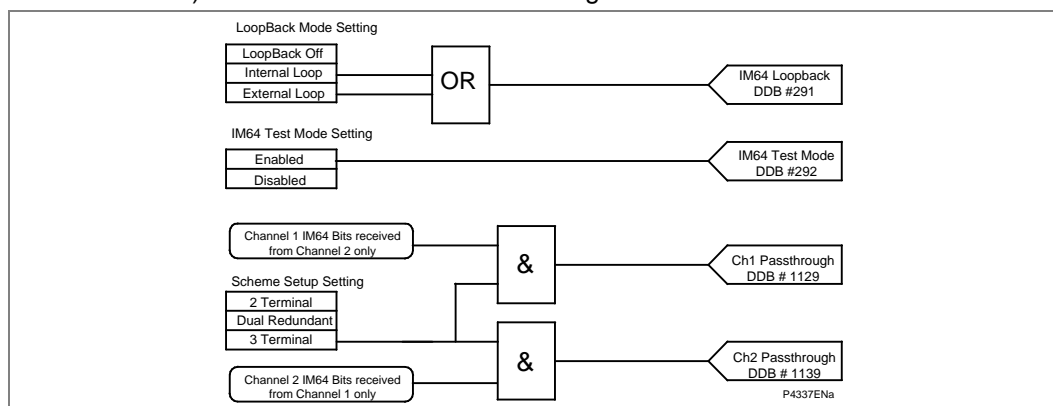 LoopBack Mode Setting
LoopBack Off
Internal Loop
External Loop
OR
IM64 Loopback
DDB #291
IM64 Test Mode Setting
Enabled
Disabled
IM64 Test Mode
DDB #292
Channel 1 IM64 Bits received
from Channel 2 only
&
Ch1 Passthrough
DDB # 1129
Scheme Setup Setting
2 Terminal
Dual Redundant
3 Terminal
&
Ch2 Passthrough
DDB # 1139
Channel 2 IM64 Bits received
from Channel 1 only
P4337ENa